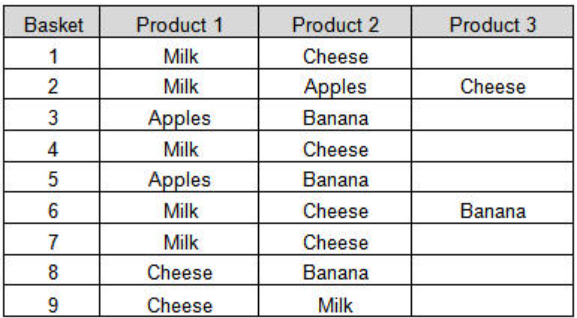 Basket Product 1 Product 2 Product 3
1 Milk Cheese
2 Milk Apples Cheese
3 Apples Banana
4 Milk Cheese
5 Apples Banana
6 Milk Cheese Banana
7 Milk Cheese
8 Cheese Banana
9 Cheese Milk